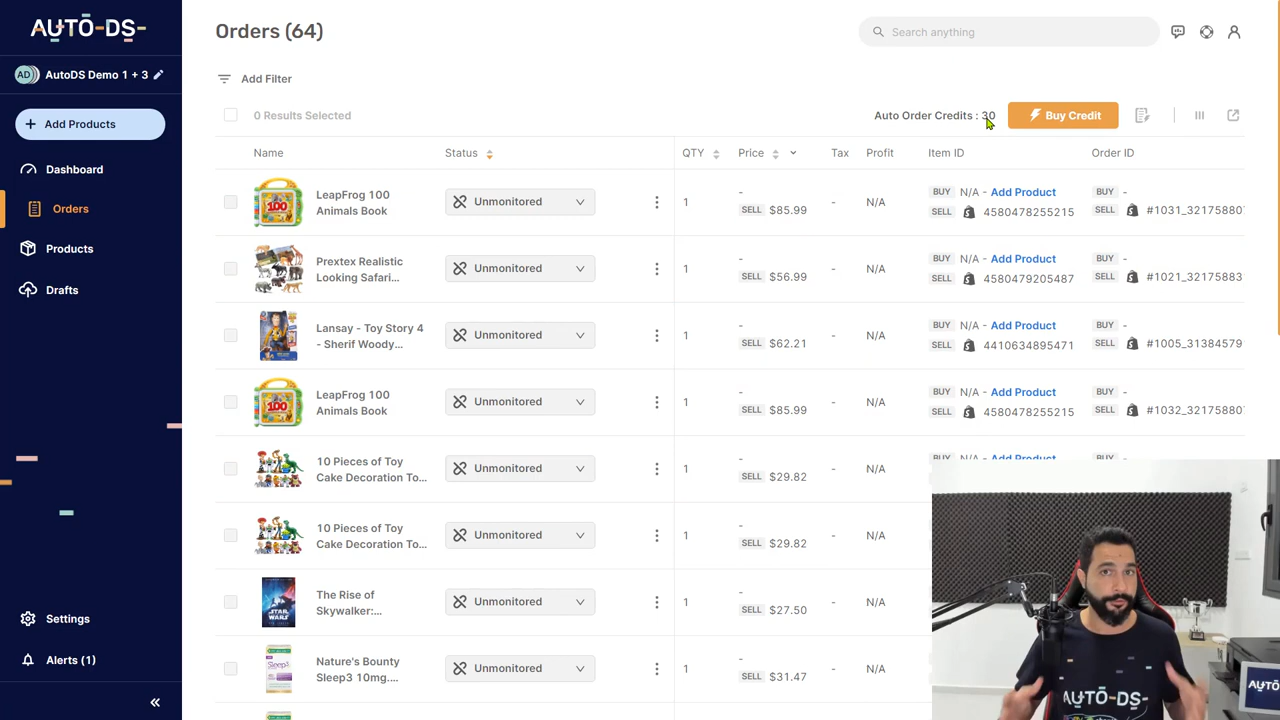 AUTO-DS-
AD AutoDS Demo 1 + 3
Add Products
Dashboard
Orders
Products
Drafts
Settings
Alerts (1)
Orders (64)
Search anything
Add Filter
0 Results Selected
Auto Order Credits : 30
Buy Credit
Name Status QTY Price Tax Profit Item ID Order ID
LeapFrog 100
Animals Book
Unmonitored
1
-
SELL $85.99
-
N/A
BUY N/A - Add Product
SELL 4580478255215
BUY -
SELL #1031_32175880
Prextex Realistic
Looking Safari...
Unmonitored
1
-
SELL $56.99
-
N/A
BUY N/A - Add Product
SELL 4580479205487
BUY -
SELL #1021_32175883
Lansay - Toy Story 4
- Sherif Woody...
Unmonitored
1
-
SELL $62.21
-
N/A
BUY N/A - Add Product
SELL 4410634895471
BUY -
SELL #1005_31384579
LeapFrog 100
Animals Book
Unmonitored
1
-
SELL $85.99
-
N/A
BUY N/A - Add Product
SELL 4580478255215
BUY -
SELL #1032_32175880
10 Pieces of Toy
Cake Decoration To...
Unmonitored
1
-
SELL $29.82
-
N/A
BUY N/A - Add Product
BUY -
10 Pieces of Toy
Cake Decoration To...
Unmonitored
1
-
SELL $29.82
-
N/A
The Rise of
Skywalker:...
Unmonitored
1
-
SELL $27.50
-
N/A
STAR
WARS
Nature's Bounty
Sleep3 10mg....
Unmonitored
1
-
SELL $31.47
-
N/A
Sleep3
100
100
AUTO-DS-
AUTO